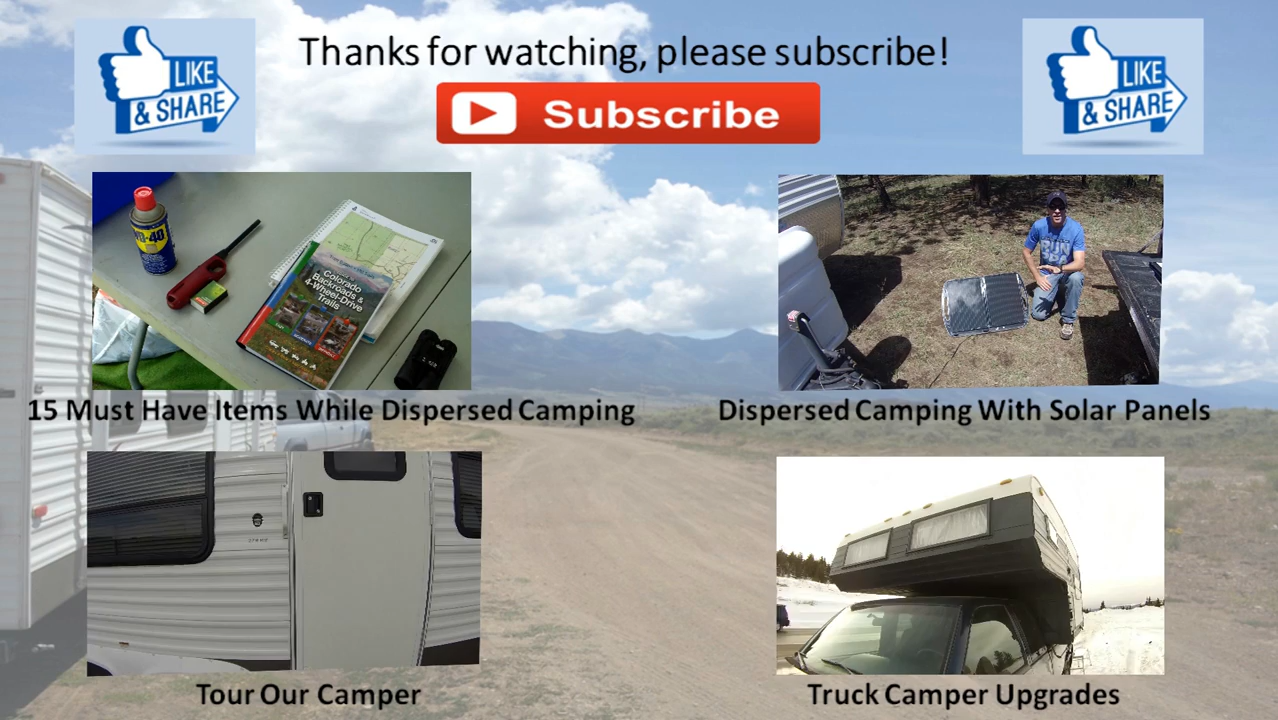 Thanks for watching, please subscribe!
LIKE
& SHARE
Subscribe
LIKE
& SHARE
WD-40
Colorado
Backroads &
4-Wheel-Drive
Trails
RUN
15 Must Have Items While Dispersed Camping
Dispersed Camping With Solar Panels
Tour Our Camper
Truck Camper Upgrades